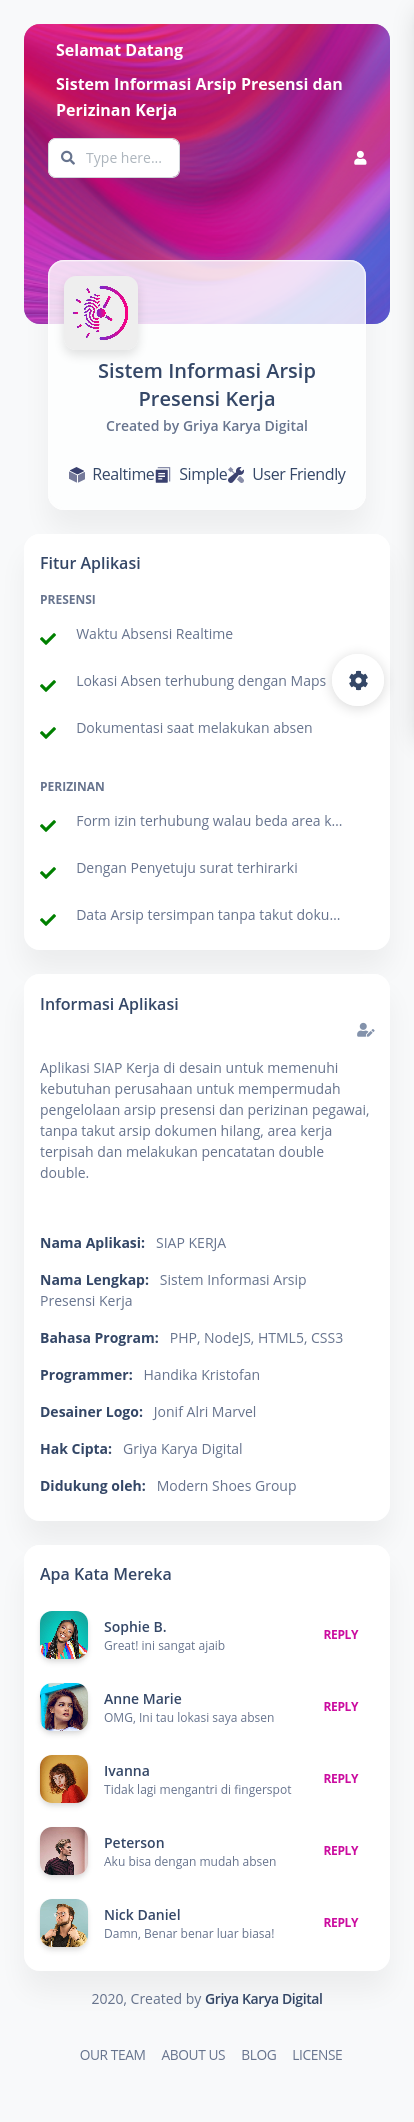 Selamat Datang
Sistem Informasi Arsip Presensi dan
Perizinan Kerja
Type here...
Sistem Informasi Arsip
Presensi Kerja
Created by Griya Karya Digital
Realtime Simple User Friendly
Fitur Aplikasi
PRESENSI
Waktu Absensi Realtime
Lokasi Absen terhubung dengan Maps
Dokumentasi saat melakukan absen
PERIZINAN
Form izin terhubung walau beda area k...
Dengan Penyetuju surat terhirarki
Data Arsip tersimpan tanpa takut doku...
Informasi Aplikasi
Aplikasi SIAP Kerja di desain untuk memenuhi
kebutuhan perusahaan untuk mempermudah
pengelolaan arsip presensi dan perizinan pegawai,
tanpa takut arsip dokumen hilang, area kerja
terpisah dan melakukan pencatatan double
double.
Nama Aplikasi: SIAP KERJA
Nama Lengkap: Sistem Informasi Arsip
Presensi Kerja
Bahasa Program: PHP, NodeJS, HTML5, CSS3
Programmer: Handika Kristofan
Desainer Logo: Jonif Alri Marvel
Hak Cipta: Griya Karya Digital
Didukung oleh: Modern Shoes Group
Apa Kata Mereka
Sophie B.
Great! ini sangat ajaib
REPLY
Anne Marie
OMG, Ini tau lokasi saya absen
REPLY
Ivanna
Tidak lagi mengantri di fingerspot
REPLY
Peterson
Aku bisa dengan mudah absen
REPLY
Nick Daniel
Damn, Benar benar luar biasa!
REPLY
2020, Created by Griya Karya Digital
OUR TEAM ABOUT US BLOG LICENSE